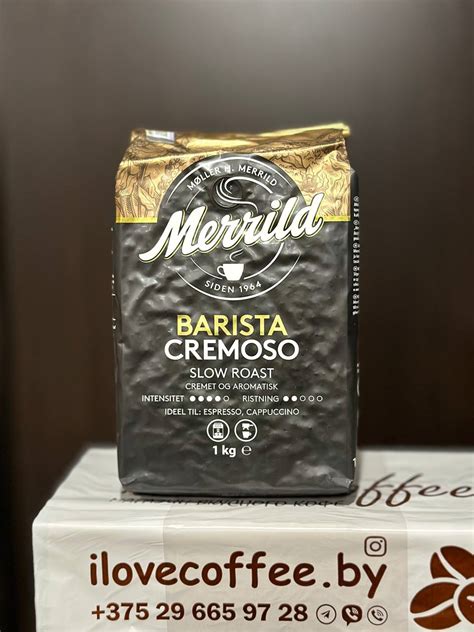 MØLLER N. MERRILD
Merrild
SIDEN 1964
BARISTA
CREMOSO
SLOW ROAST
CREMET OG AROMATISK
INTENSITET RISTNING
IDEEL TIL: ESPRESSO, CAPPUCCINO
1 kg ℮
coffee
ilovecoffee.by
+375 29 665 97 28